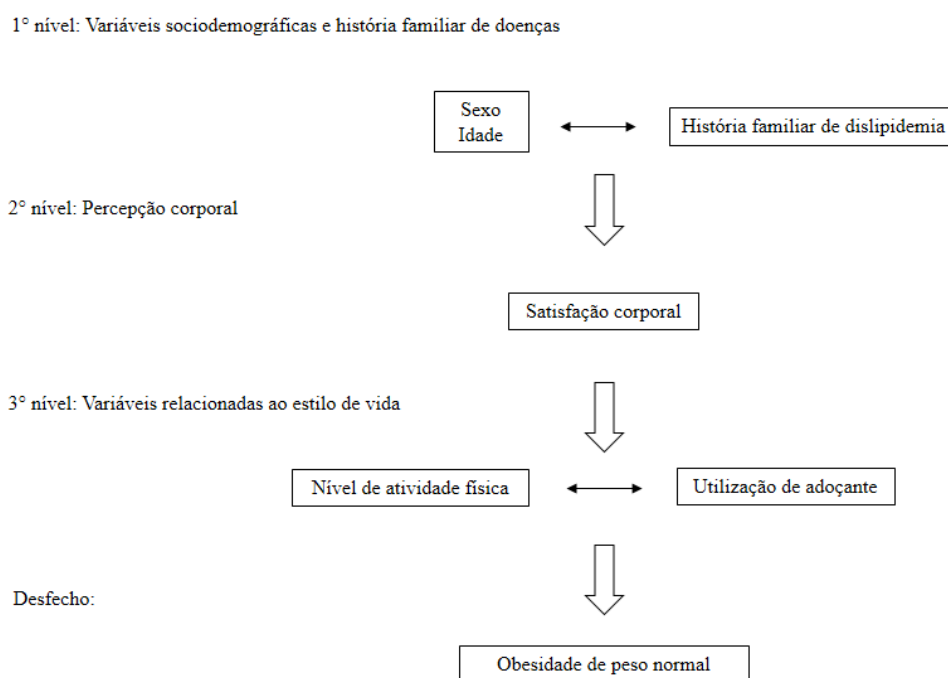 1° nível: Variáveis sociodemográficas e história familiar de doenças
Sexo
Idade
História familiar de dislipidemia
2° nível: Percepção corporal
Satisfação corporal
3° nível: Variáveis relacionadas ao estilo de vida
Nível de atividade física
Utilização de adoçante
Desfecho:
Obesidade de peso normal